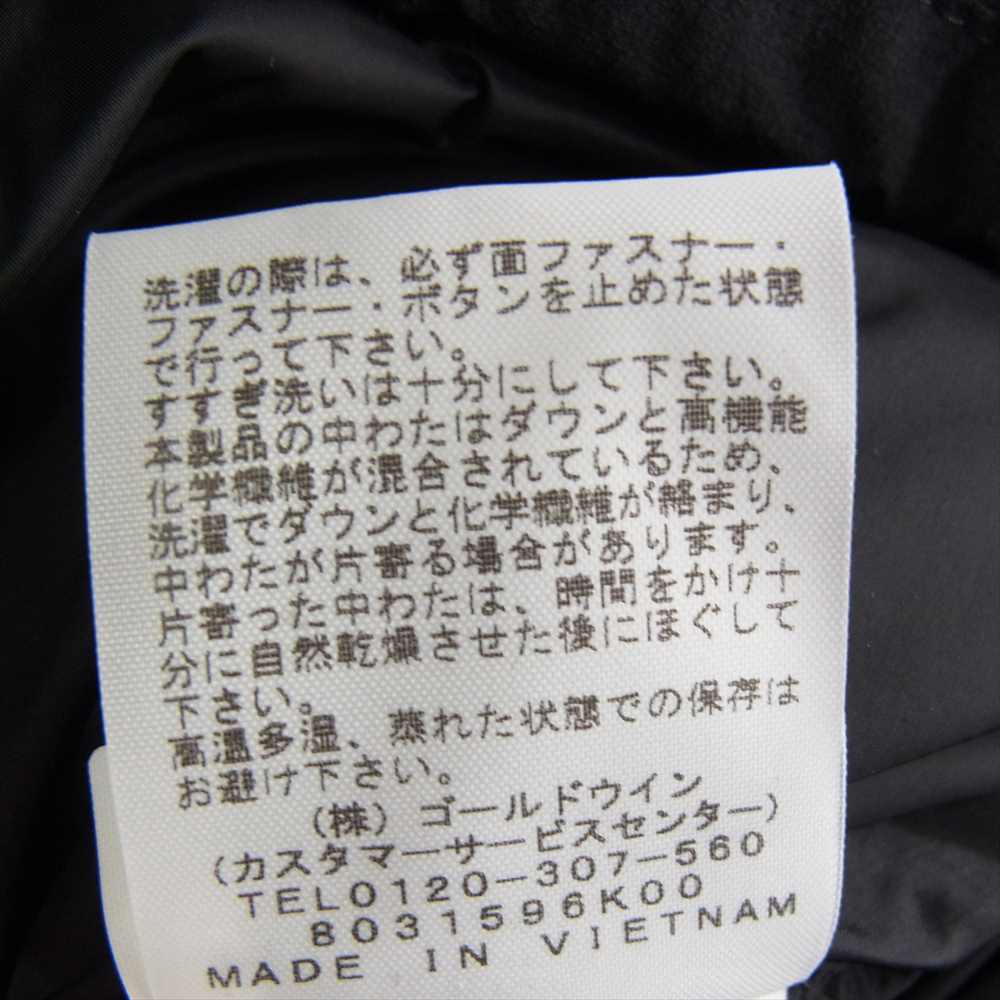 洗濯の際は、必ず面ファスナー・
ファスナー・ボタンを止めた状態
で行って下さい。
すすぎ洗いは十分にして下さい。
本製品の中わたはダウンと高機能
化学繊維が混合されているため、
洗濯でダウンと化学繊維が絡まり、
中わたが片寄る場合があります。
片寄った中わたは、時間をかけ十
分に自然乾燥させた後にほぐして
下さい。
高温多湿、蒸れた状態での保存は
お避け下さい。
(株) ゴールドウイン
(カスタマーサービスセンター)
TEL0120-307-560
8031596K00
MADE IN VIETNAM